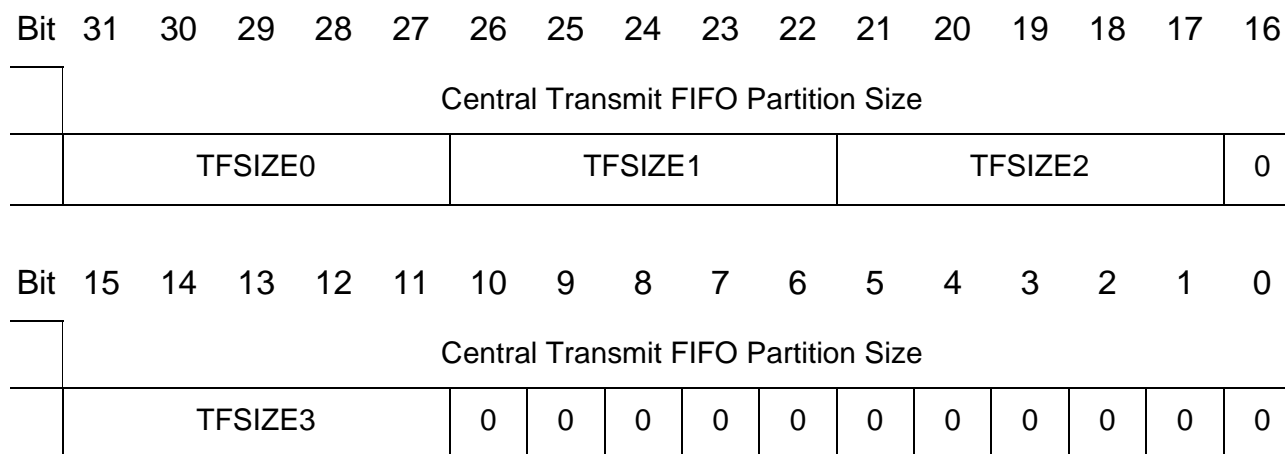 Bit 31 30 29 28 27 26 25 24 23 22 21 20 19 18 17 16
Central Transmit FIFO Partition Size
TFSIZE0 TFSIZE1 TFSIZE2 0
Bit 15 14 13 12 11 10 9 8 7 6 5 4 3 2 1 0
Central Transmit FIFO Partition Size
TFSIZE3 0 0 0 0 0 0 0 0 0 0 0